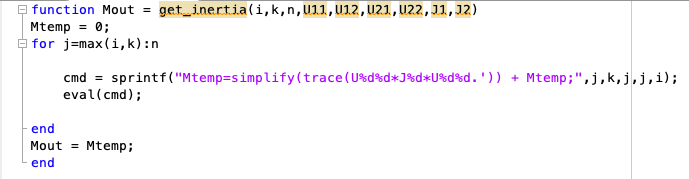 function Mout = get_inertia(i,k,n,U11,U12,U21,U22,J1,J2)
Mtemp = 0;
for j=max(i,k):n
cmd = sprintf("Mtemp=simplify(trace(U%d%d*J%d*U%d%d.')) + Mtemp;",j,k,j,j,i);
eval(cmd);
end
Mout = Mtemp;
end